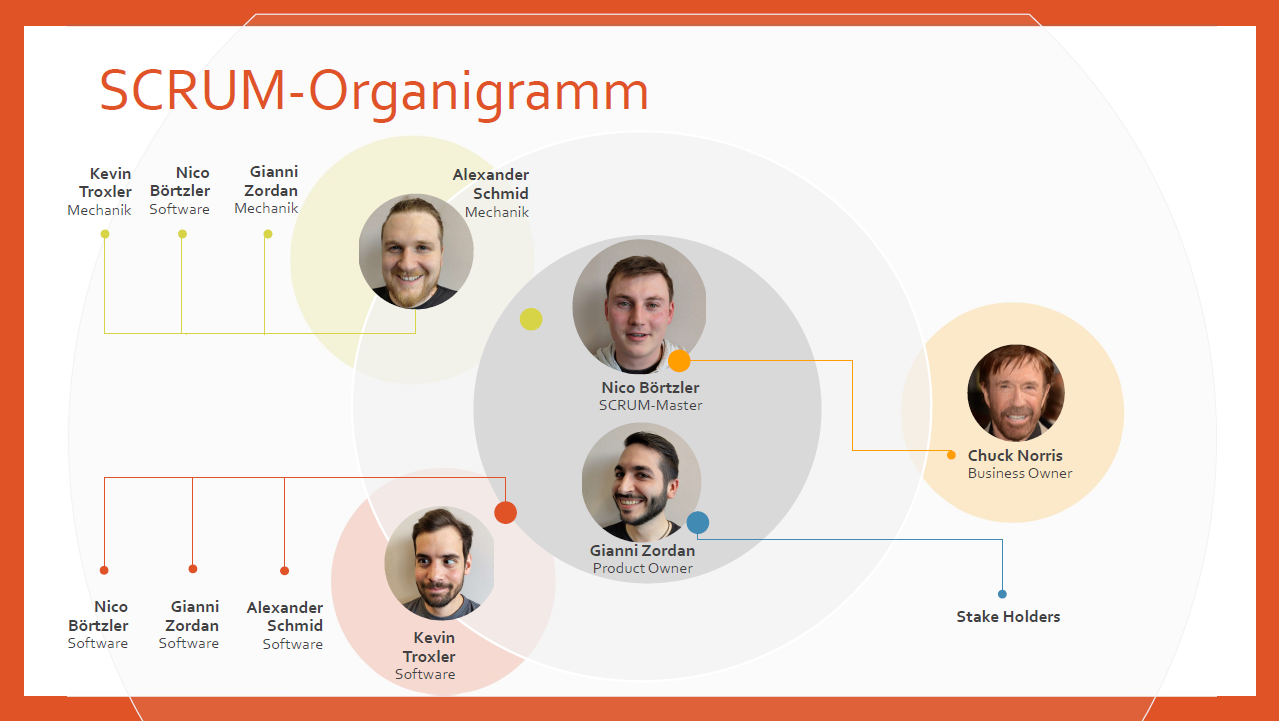 SCRUM-Organigramm
Kevin
Troxler
Mechanik
Nico
Börtzler
Software
Gianni
Zordan
Mechanik
Alexander
Schmid
Mechanik
Nico Börtzler
SCRUM-Master
Chuck Norris
Business Owner
Gianni Zordan
Product Owner
Stake Holders
Nico
Börtzler
Software
Gianni
Zordan
Software
Alexander
Schmid
Software
Kevin
Troxler
Software